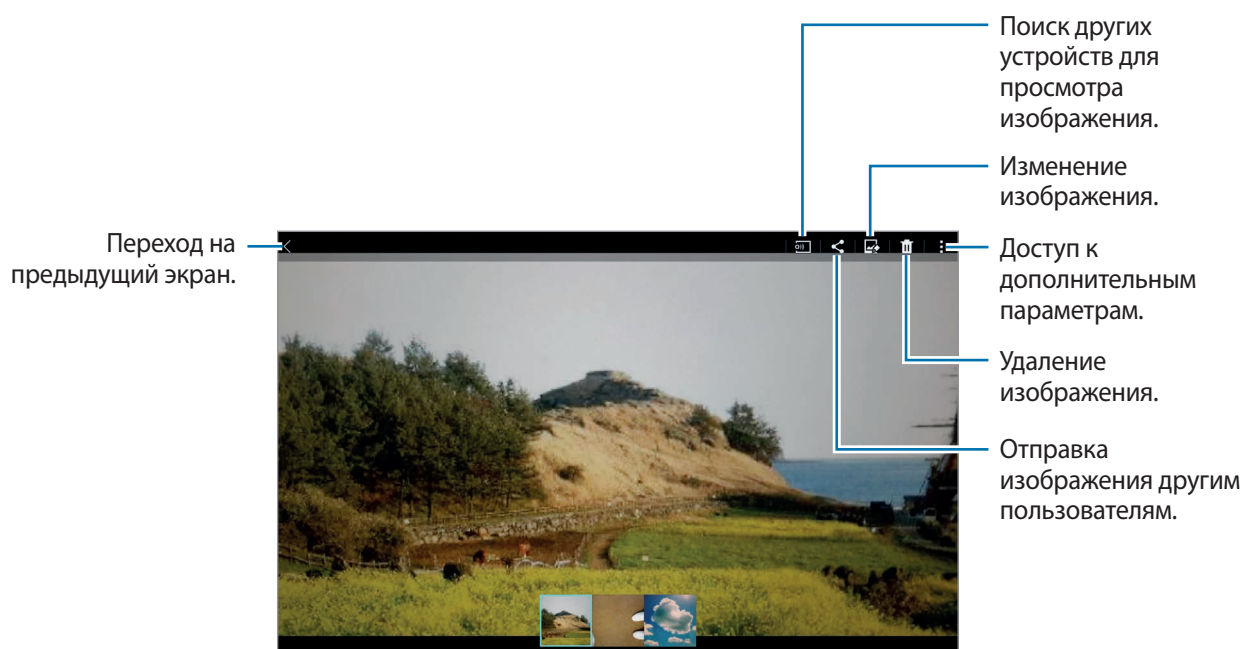 Поиск других
устройств для
просмотра
изображения.
Изменение
изображения.
Переход на
предыдущий экран.
Доступ к
дополнительным
параметрам.
Удаление
изображения.
Отправка
изображения другим
пользователям.